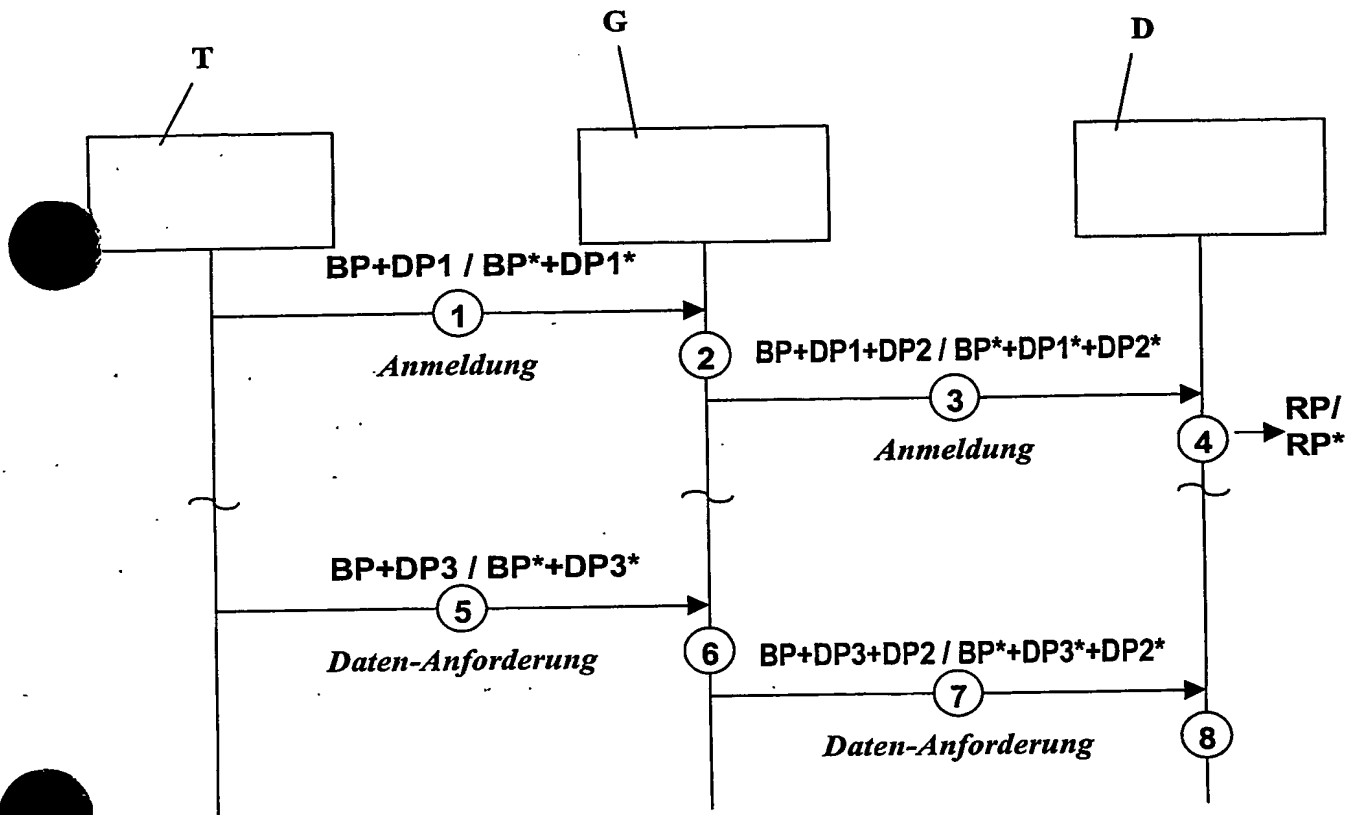 T
G
D
BP+DP1 / BP*+DP1*
1
Anmeldung
2
BP+DP1+DP2 / BP*+DP1*+DP2*
3
Anmeldung
4
RP/
RP*
BP+DP3 / BP*+DP3*
5
Daten-Anforderung
6
BP+DP3+DP2 / BP*+DP3*+DP2*
7
Daten-Anforderung
8